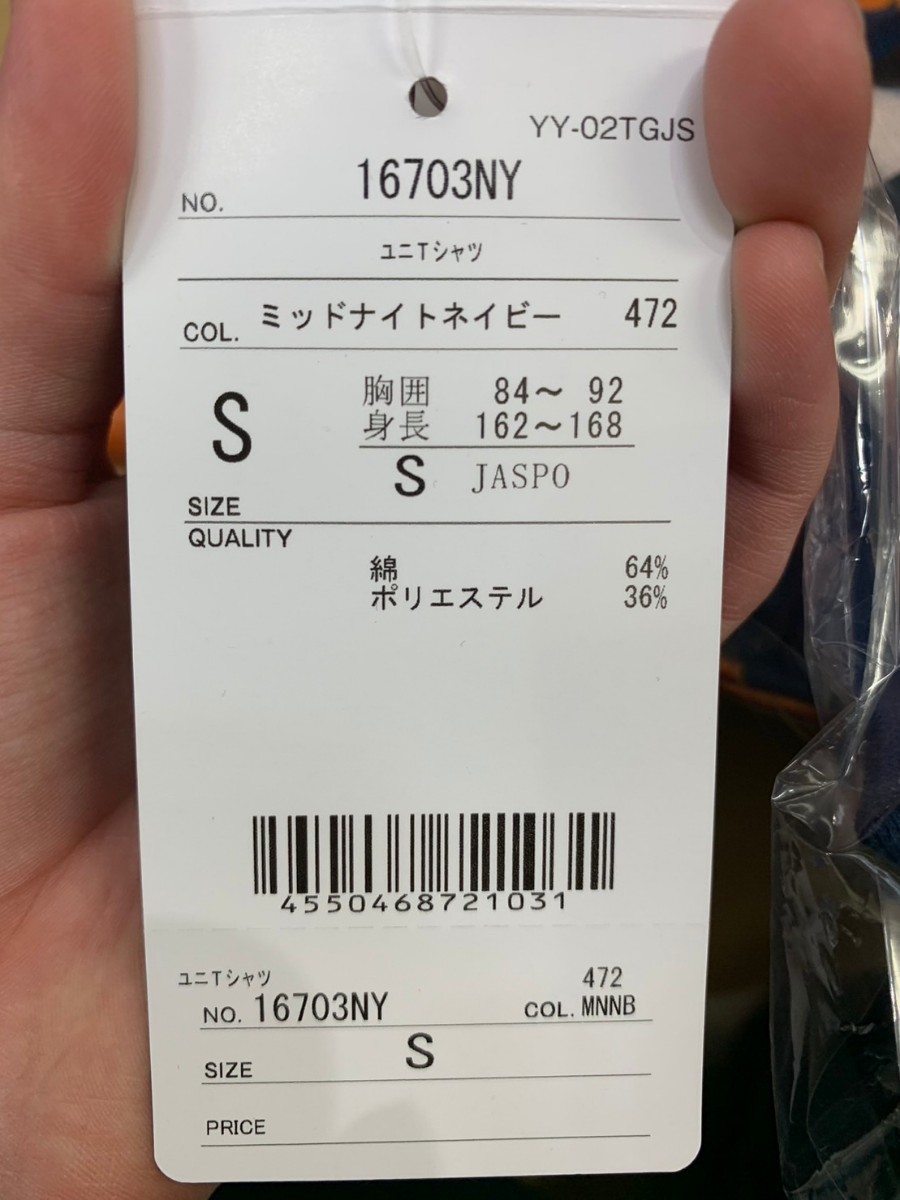 YY-02TGJS
NO. 16703NY
ユニTシャツ
COL. ミッドナイトネイビー 472
S 胸囲 84～ 92
身長 162～168
S JASPO
SIZE
QUALITY
綿 64%
ポリエステル 36%
4550468721031
ユニTシャツ 472
NO. 16703NY COL. MNNB
SIZE S
PRICE